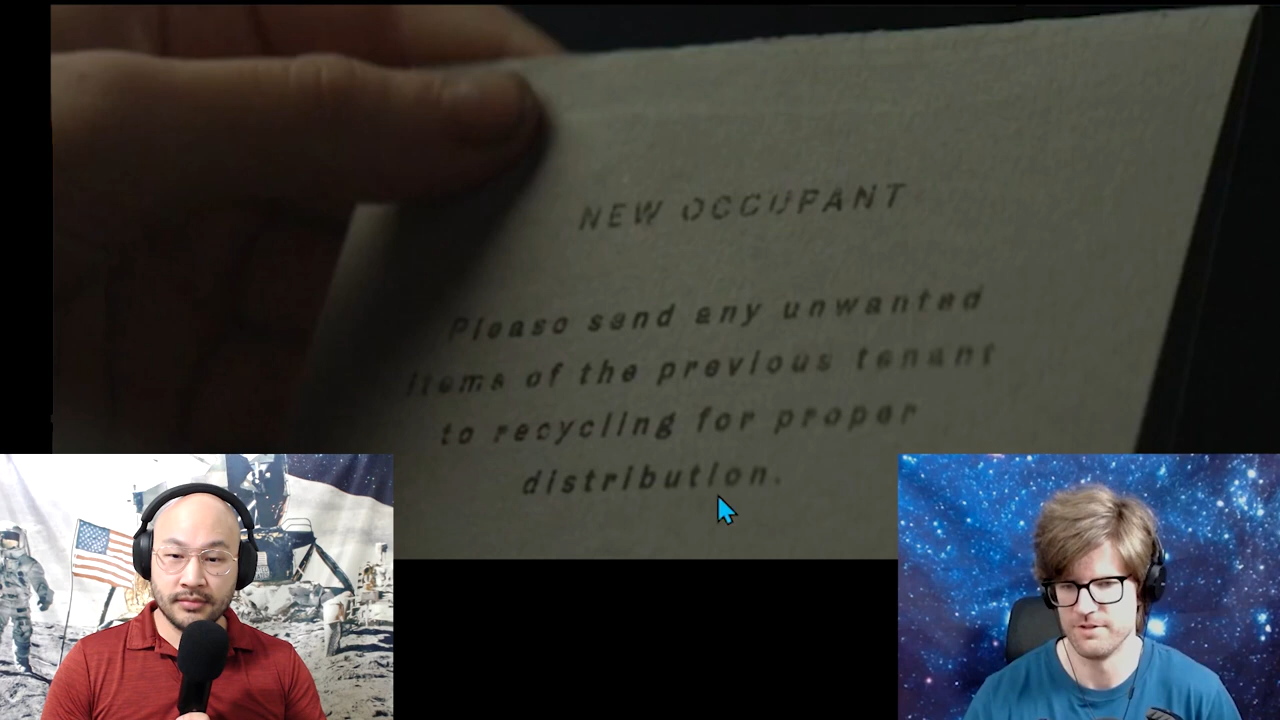 NEW OCCUPANT
Please send any unwanted
items of the previous tenant
to recycling for proper
distribution.